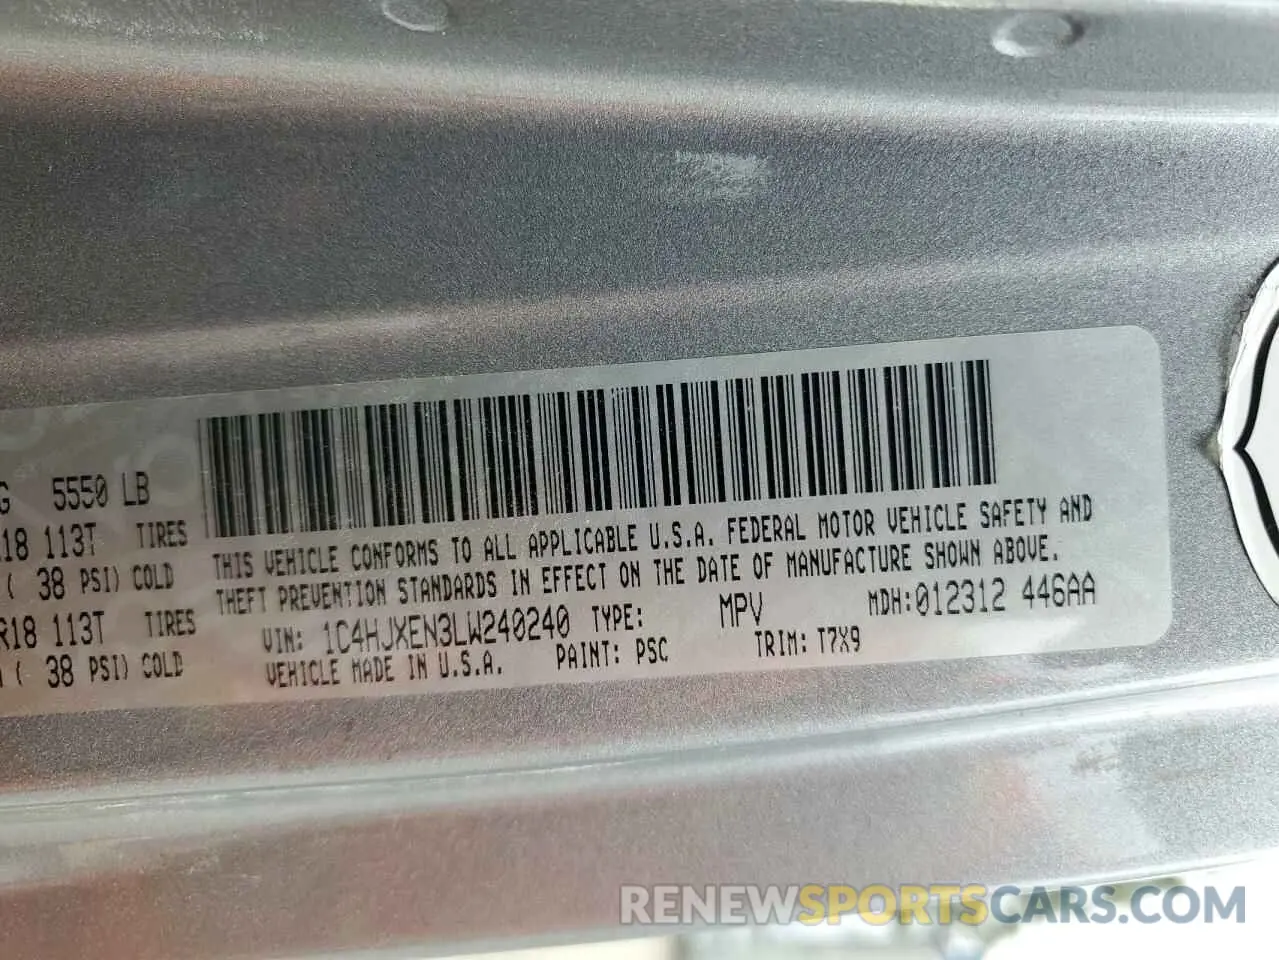 G 5550 LB
R18 113T TIRES
( 38 PSI) COLD
R18 113T TIRES
( 38 PSI) COLD
THIS VEHICLE CONFORMS TO ALL APPLICABLE U.S.A. FEDERAL MOTOR VEHICLE SAFETY AND
THEFT PREVENTION STANDARDS IN EFFECT ON THE DATE OF MANUFACTURE SHOWN ABOVE.
VIN: 1C4HJXEN3LW240240 TYPE: MPV MDH:012312 446AA
VEHICLE MADE IN U.S.A. PAINT: PSC TRIM: T7X9
RENEWSPORTSCARS.COM